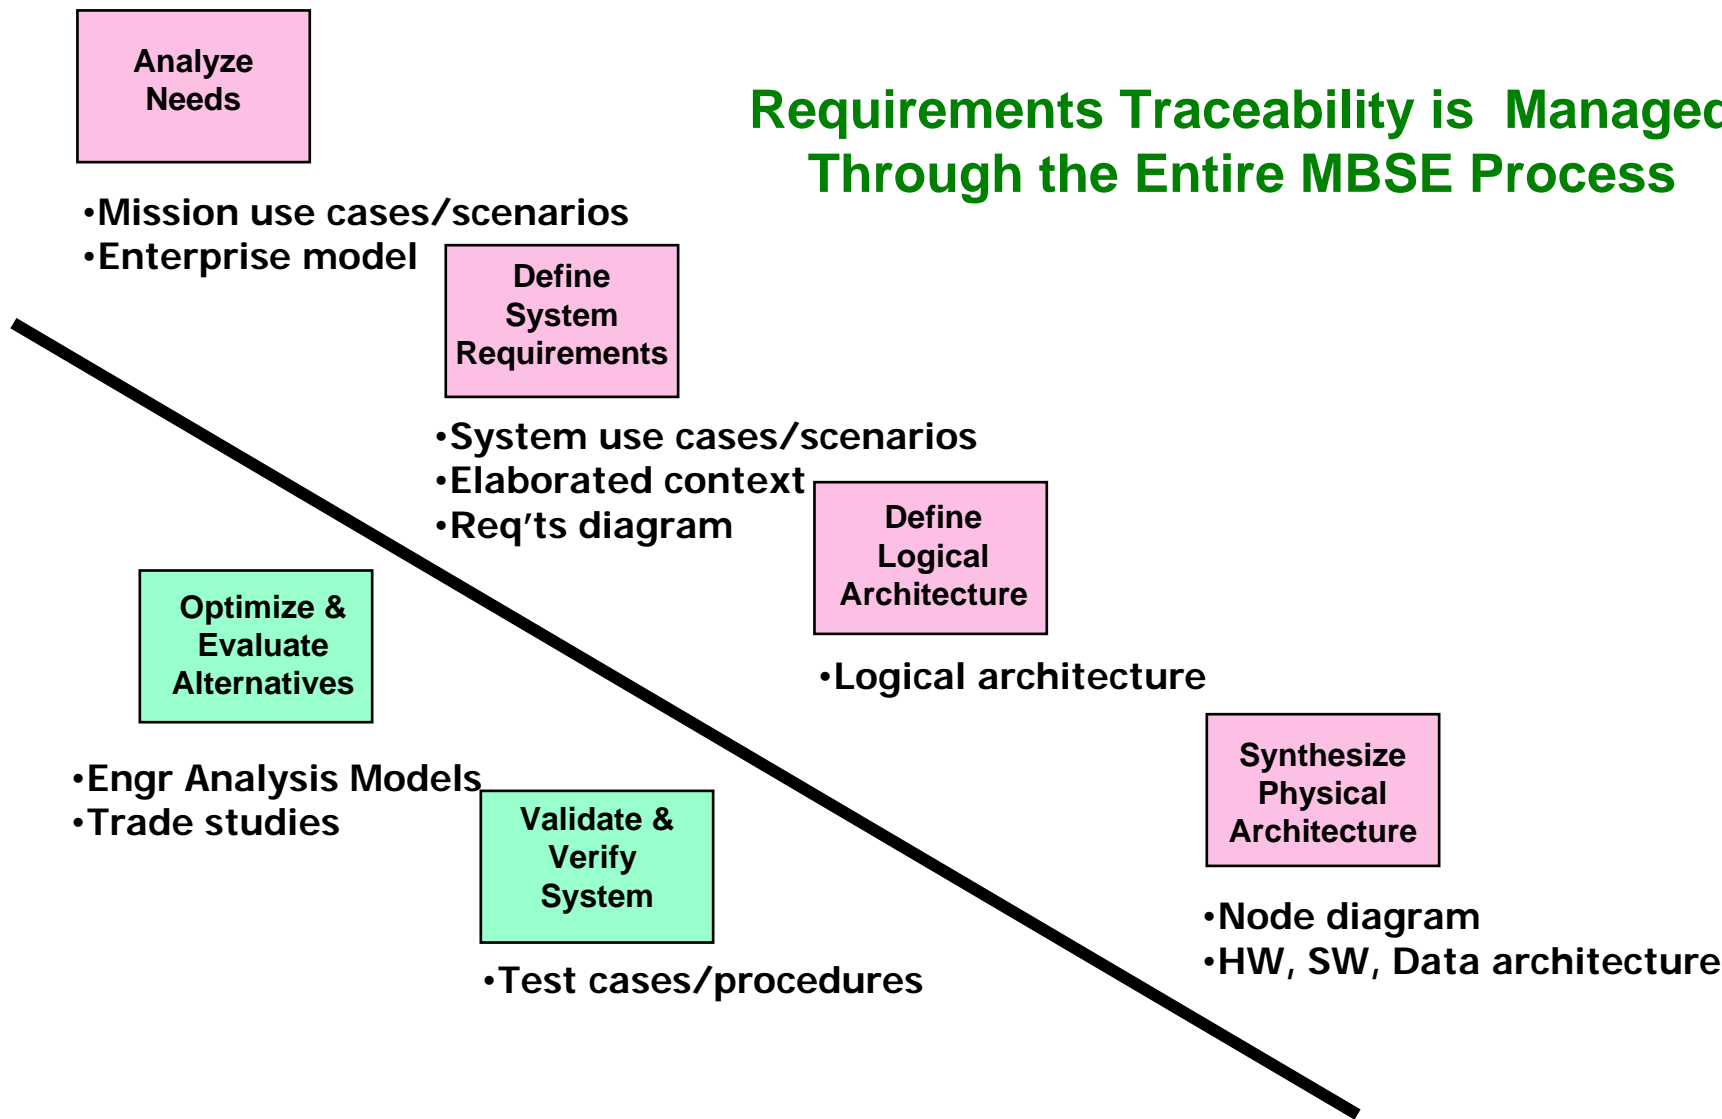 Analyze
Needs
Requirements Traceability is  Managed
Through the Entire MBSE Process
•Mission use cases/scenarios
•Enterprise model
Define
System
Requirements
•System use cases/scenarios
•Elaborated context
•Req’ts diagram
Define
Logical
Architecture
•Logical architecture
Optimize &
Evaluate
Alternatives
•Engr Analysis Models
•Trade studies
Validate &
Verify
System
•Test cases/procedures
Synthesize
Physical
Architecture
•Node diagram
•HW, SW, Data architecture